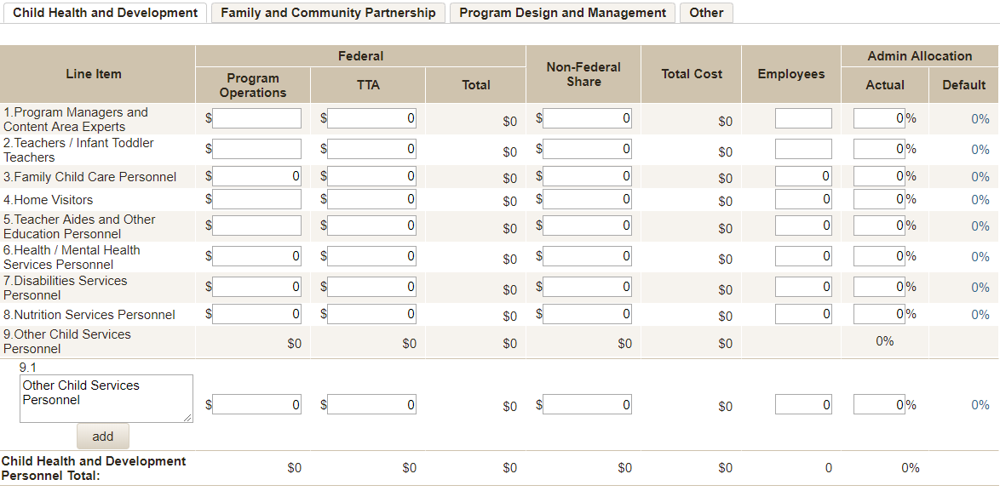 Child Health and Development Family and Community Partnership Program Design and Management Other
Line Item Federal Non-Federal Share Total Cost Employees Admin Allocation
Program Operations TTA Total Actual Default
1.Program Managers and Content Area Experts $ $ 0 $0 $ 0 $0 0% 0%
2.Teachers / Infant Toddler Teachers $ $ 0 $0 $ 0 $0 0% 0%
3.Family Child Care Personnel $ 0 $ 0 $0 $ 0 $0 0 0% 0%
4.Home Visitors $ $ 0 $0 $ 0 $0 0 0% 0%
5.Teacher Aides and Other Education Personnel $ $ 0 $0 $ 0 $0 0 0% 0%
6.Health / Mental Health Services Personnel $ 0 $ 0 $0 $ 0 $0 0 0% 0%
7.Disabilities Services Personnel $ 0 $ 0 $0 $ 0 $0 0 0% 0%
8.Nutrition Services Personnel $ 0 $ 0 $0 $ 0 $0 0 0% 0%
9.Other Child Services Personnel $0 $0 $0 $0 $0 0%
9.1
Other Child Services Personnel $ 0 $ 0 $0 $ 0 $0 0 0% 0%
add
Child Health and Development Personnel Total: $0 $0 $0 $0 $0 0 0%